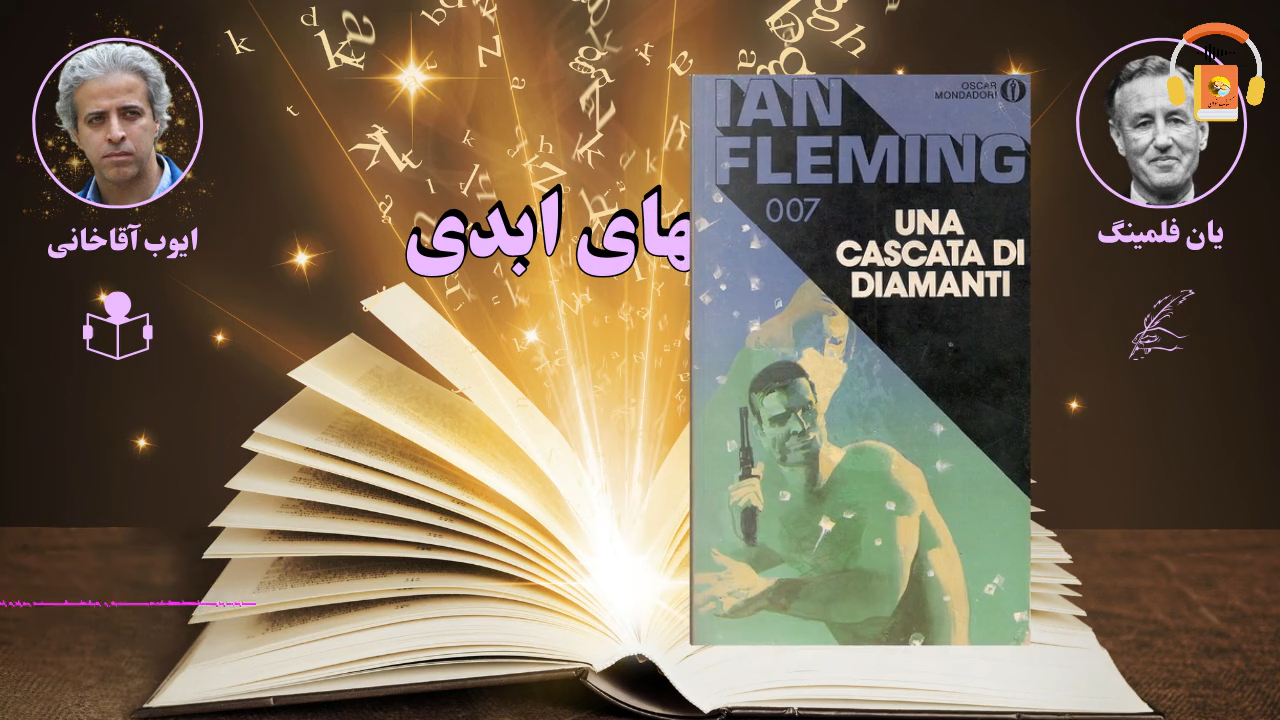 IAN
FLEMING
OSCAR
MONDADORI
007
UNA
CASCATA DI
DIAMANTI
های ابدی
ایوب آقاخانی
یان فلمینگ